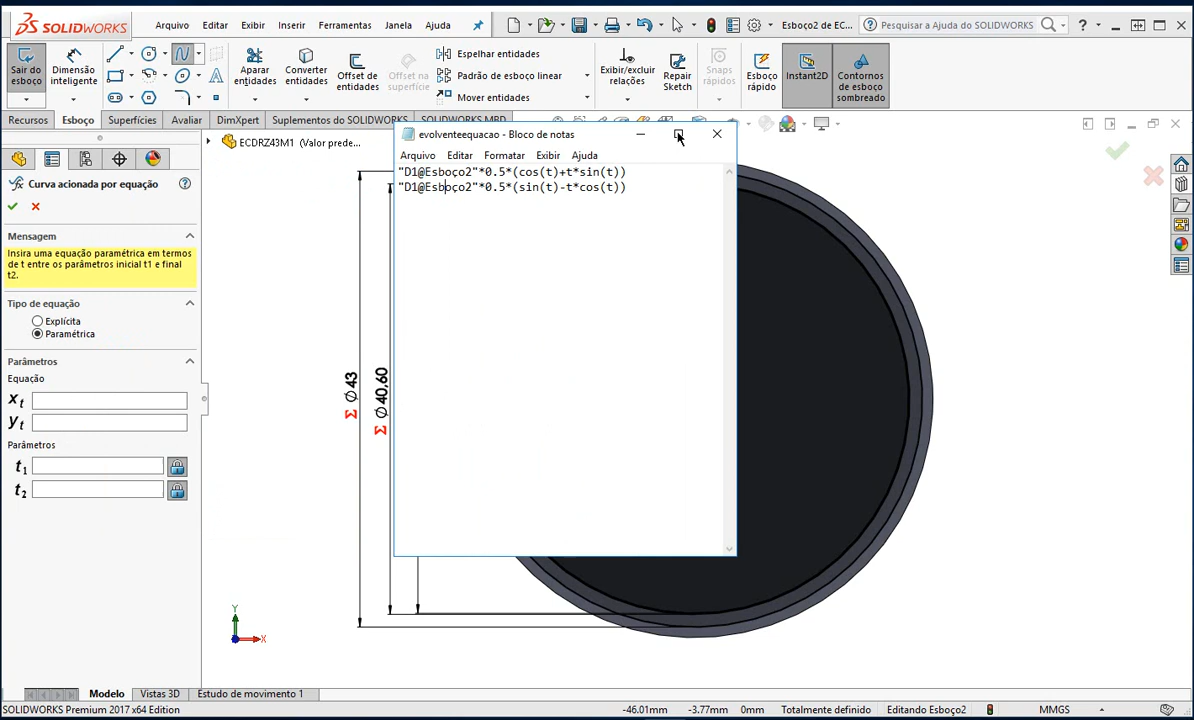 SOLIDWORKS
Arquivo Editar Exibir Inserir Ferramentas Janela Ajuda
Esboço2 de EC...
Pesquisar a Ajuda do SOLIDWORKS
Sair do esboço
Dimensão inteligente
Aparar entidades
Converter entidades
Offset de entidades
Offset na superfície
Espelhar entidades
Padrão de esboço linear
Mover entidades
Exibir/excluir relações
Repair Sketch
Snaps rápidos
Esboço rápido
Instant2D
Contornos de esboço sombreado
Recursos Esboço Superfícies Avaliar DimXpert Suplementos do SOLIDWORKS SOLIDWORKS MBD
ECDRZ43M1 (Valor prede...
Curva acionada por equação
Mensagem
Insira uma equação paramétrica em termos
de t entre os parâmetros inicial t1 e final
t2.
Tipo de equação
Explícita
Paramétrica
Parâmetros
Equação
xt
yt
Parâmetros
t1
t2
evolventeequacao - Bloco de notas
Arquivo Editar Formatar Exibir Ajuda
"D1@Esboço2"*0.5*(cos(t)+t*sin(t))
"D1@Esboço2"*0.5*(sin(t)-t*cos(t))
Σ ∅43
Σ ∅40,60
Y
X
Modelo Vistas 3D Estudo de movimento 1
SOLIDWORKS Premium 2017 x64 Edition
-46.01mm -3.77mm 0mm Totalmente definido Editando Esboço2 MMGS